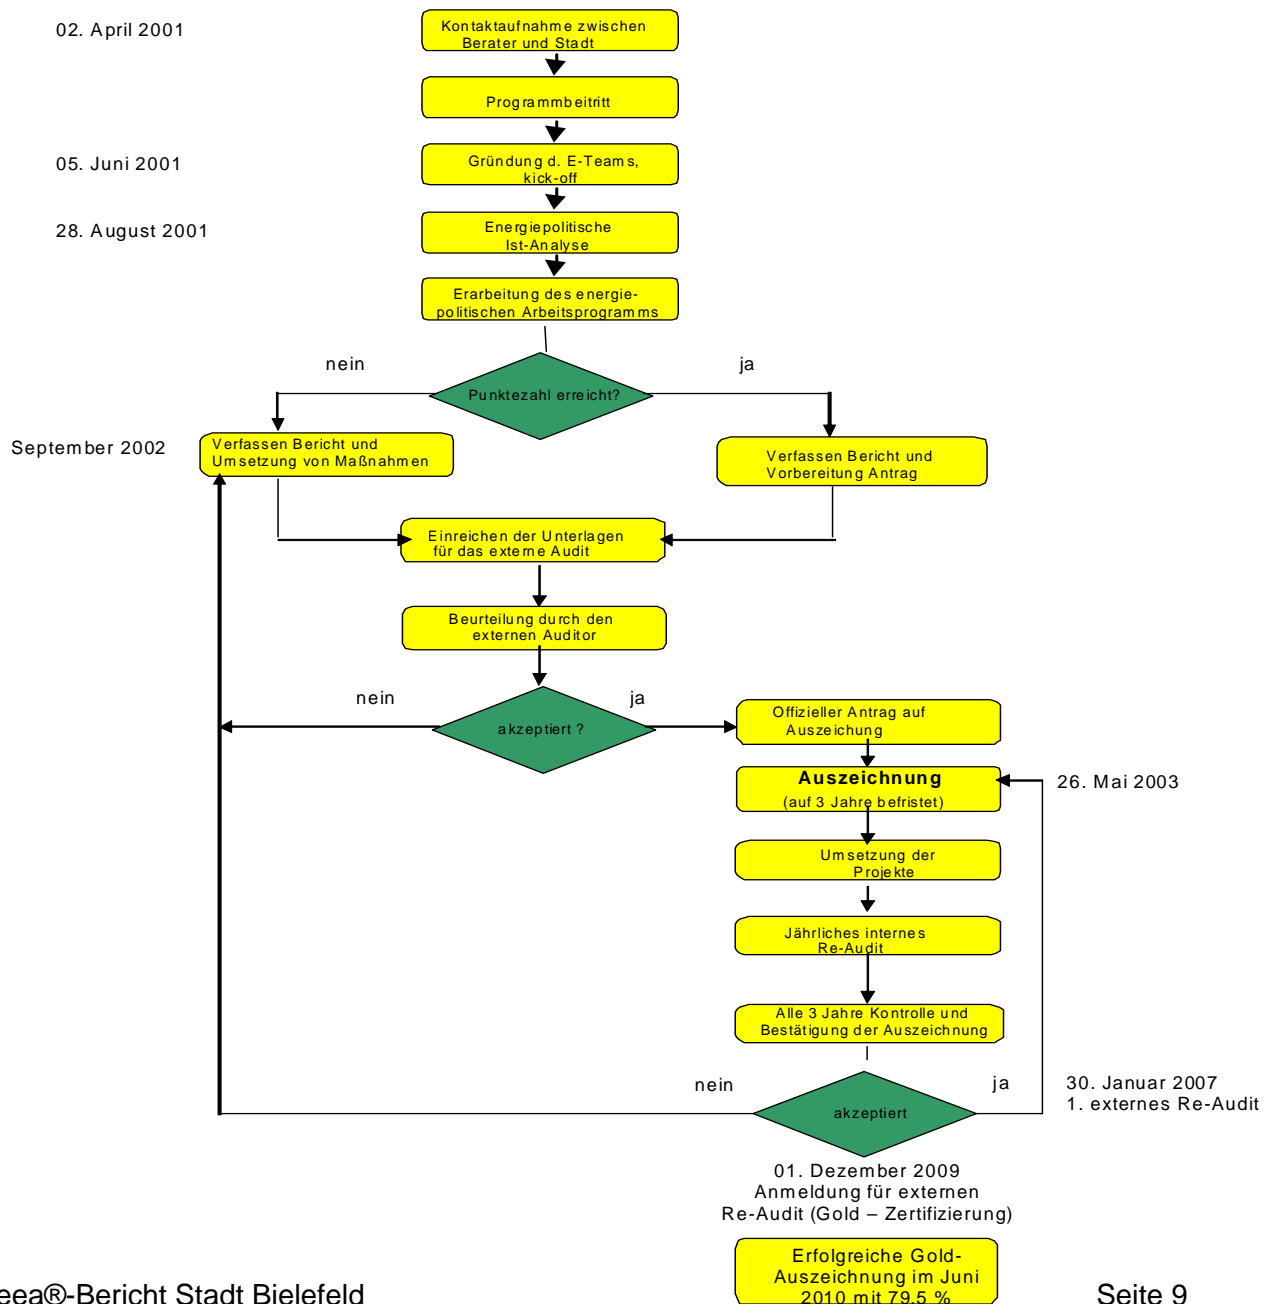 02. April 2001
Kontaktaufnahme zwischen
Berater und Stadt
Programmbeitritt
05. Juni 2001
Gründung d. E-Teams,
kick-off
28. August 2001
Energiepolitische
Ist-Analyse
Erarbeitung des energie-
politischen Arbeitsprogramms
nein
ja
Punktezahl erreicht?
September 2002
Verfassen Bericht und
Umsetzung von Maßnahmen
Verfassen Bericht und
Vorbereitung Antrag
Einreichen der Unterlagen
für das externe Audit
Beurteilung durch den
externen Auditor
nein
ja
akzeptiert ?
Offizieller Antrag auf
Auszeichung
Auszeichnung
(auf 3 Jahre befristet)
26. Mai 2003
Umsetzung der
Projekte
Jährliches internes
Re-Audit
Alle 3 Jahre Kontrolle und
Bestätigung der Auszeichnung
nein
ja
akzeptiert
30. Januar 2007
1. externes Re-Audit
01. Dezember 2009
Anmeldung für externen
Re-Audit (Gold – Zertifizierung)
Erfolgreiche Gold-
Auszeichnung im Juni
2010 mit 79,5 %
eea®-Bericht Stadt Bielefeld
Seite 9